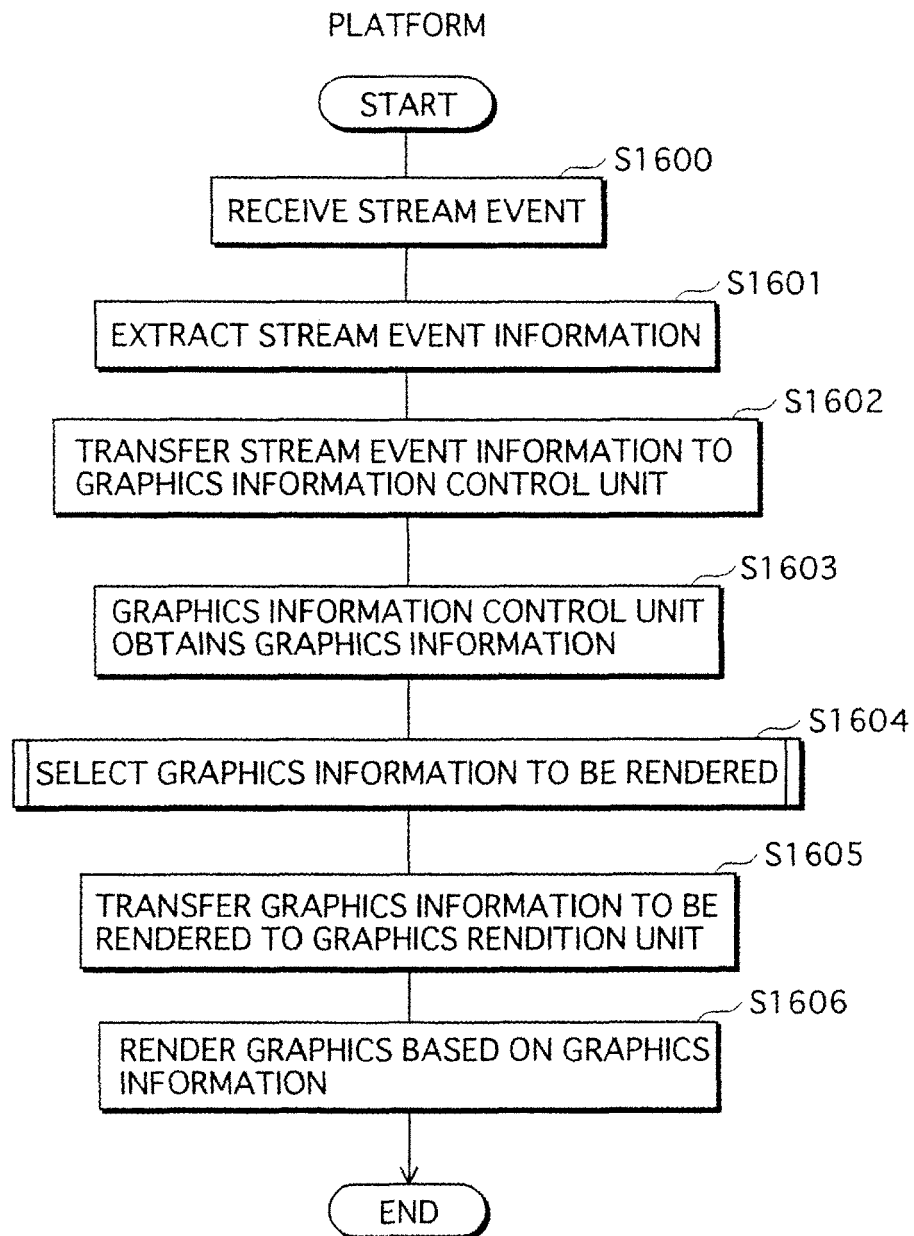 PLATFORM
START
S1600
RECEIVE STREAM EVENT
S1601
EXTRACT STREAM EVENT INFORMATION
S1602
TRANSFER STREAM EVENT INFORMATION TO
GRAPHICS INFORMATION CONTROL UNIT
S1603
GRAPHICS INFORMATION CONTROL UNIT
OBTAINS GRAPHICS INFORMATION
S1604
SELECT GRAPHICS INFORMATION TO BE RENDERED
S1605
TRANSFER GRAPHICS INFORMATION TO BE
RENDERED TO GRAPHICS RENDITION UNIT
S1606
RENDER GRAPHICS BASED ON GRAPHICS
INFORMATION
END